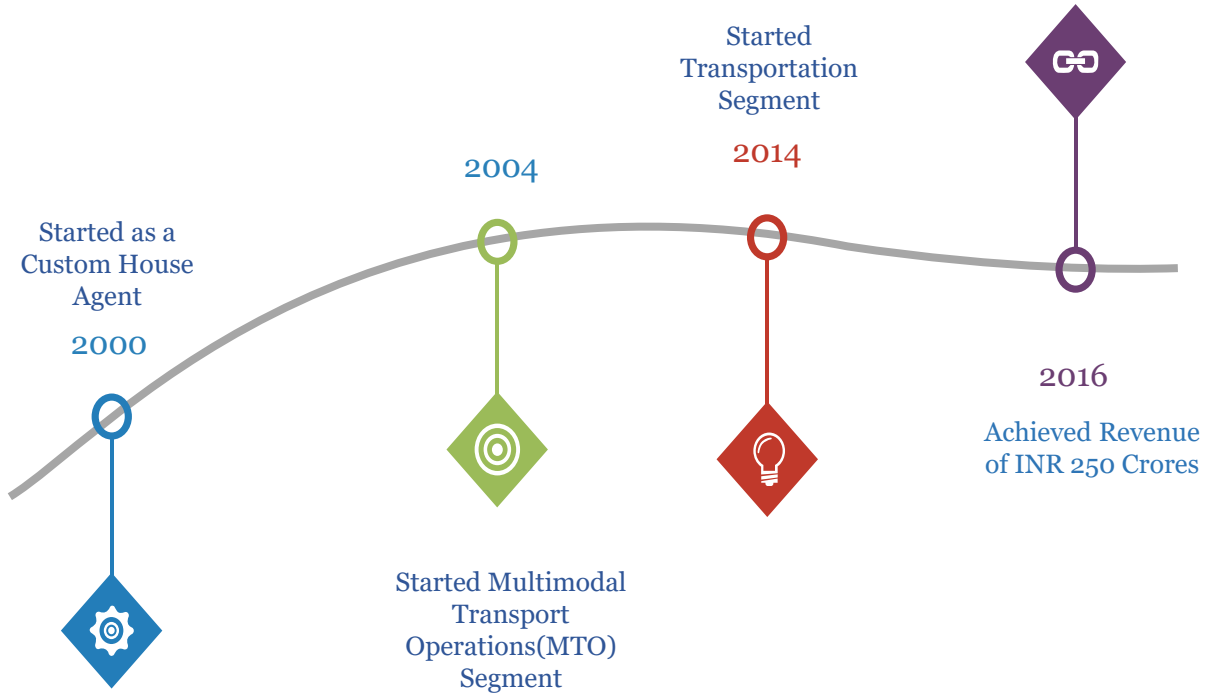 Started as a
Custom House
Agent
2000
2004
Started Multimodal
Transport
Operations(MTO)
Segment
Started
Transportation
Segment
2014
2016
Achieved Revenue
of INR 250 Crores